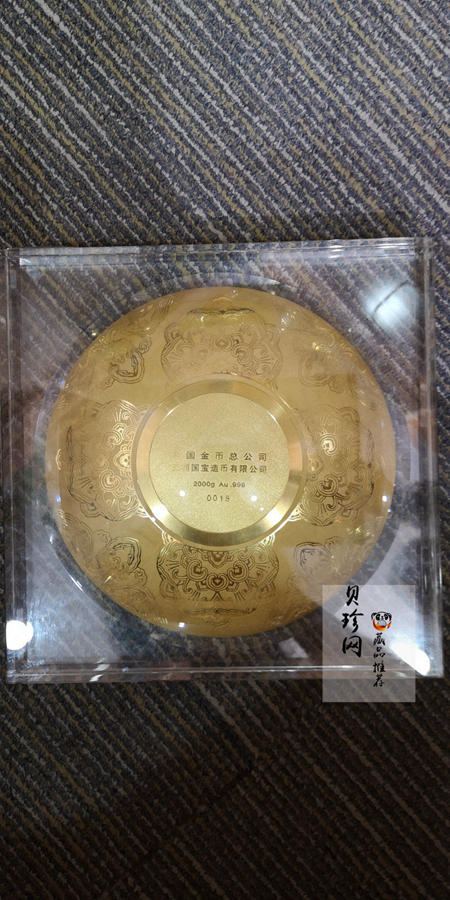 国金币总公司
圳国宝造币有限公司
2000g Au .999
0018
贝珍网
藏品推荐